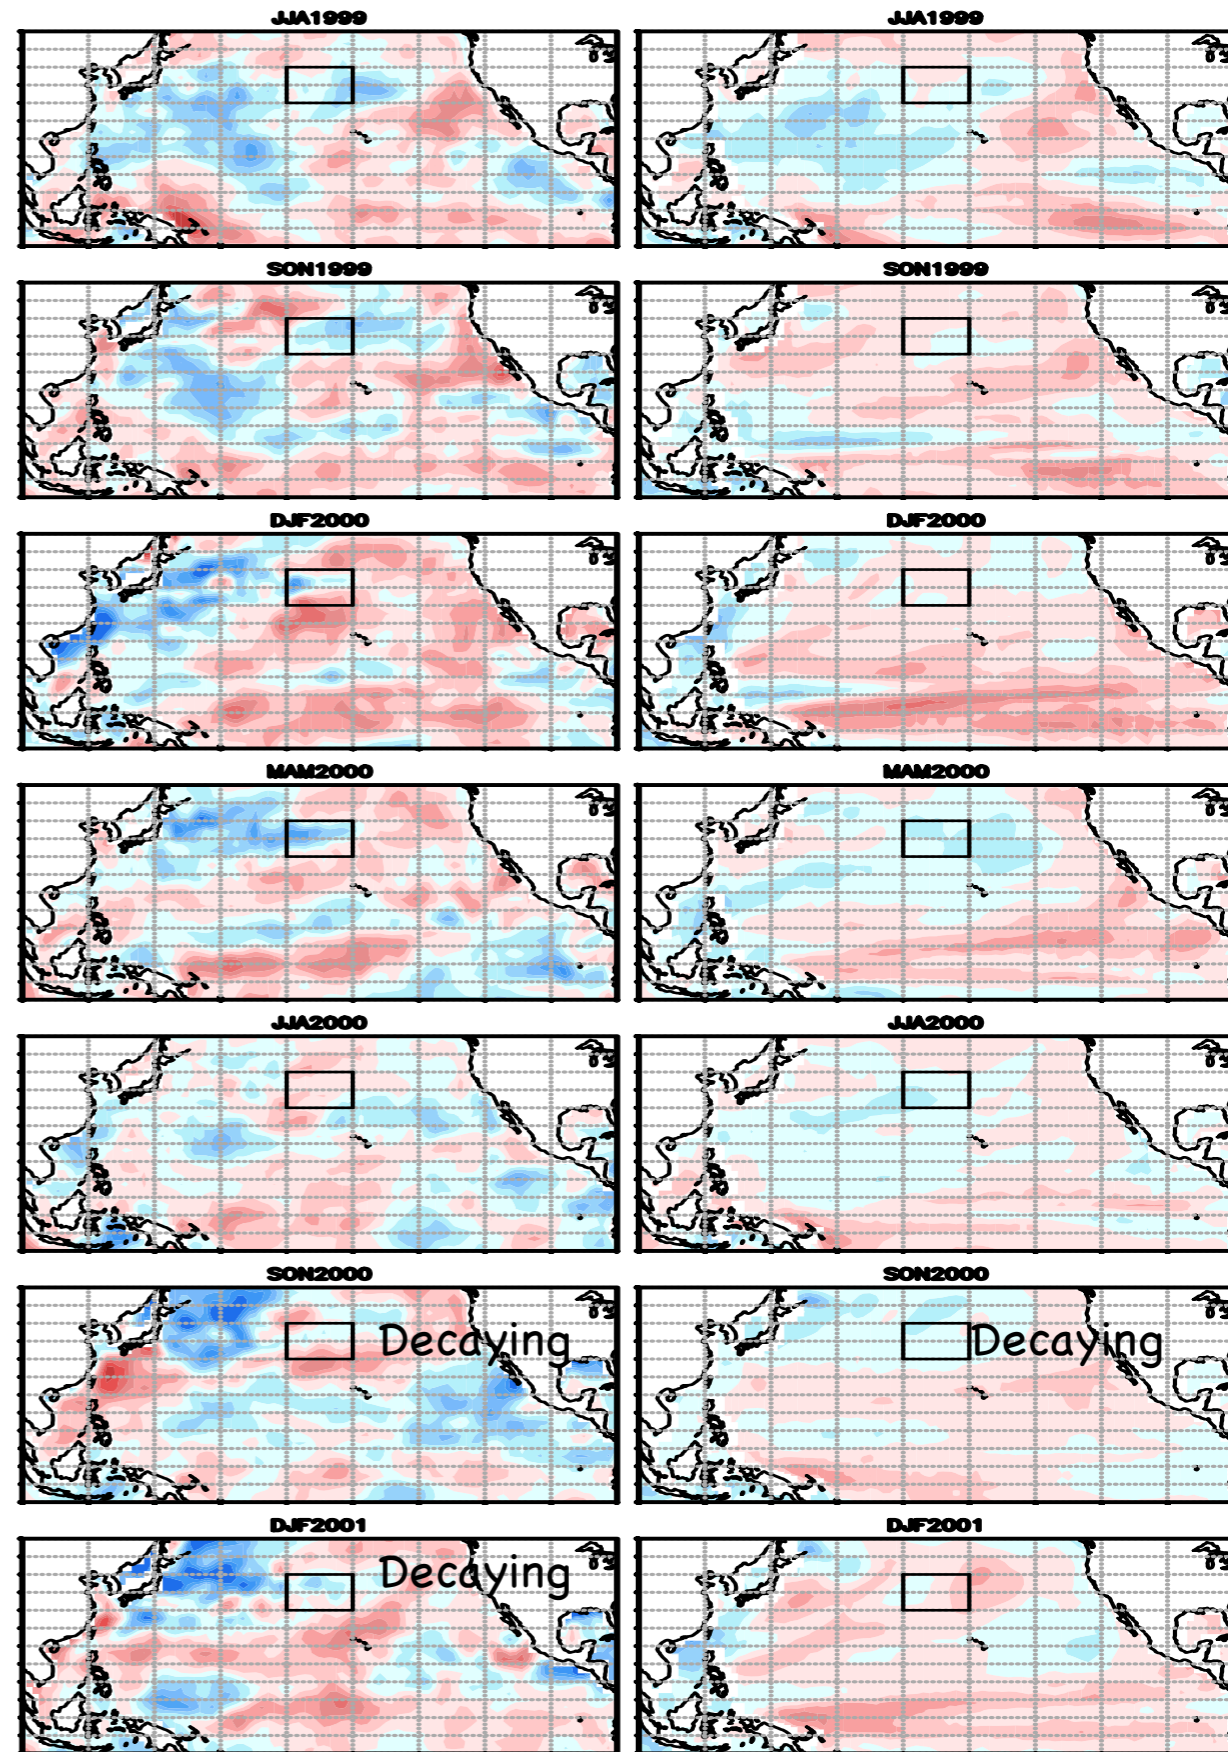 JJA1999 JJA1999
SON1999 SON1999
DJF2000 DJF2000
MAM2000 MAM2000
JJA2000 JJA2000
SON2000 SON2000
Decaying Decaying
DJF2001 DJF2001
Decaying